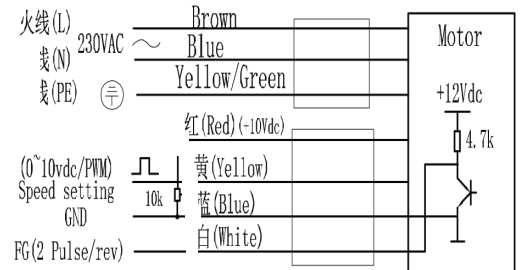 火线(L) 230VAC Brown
线(N) Blue
线(PE) Yellow/Green
Motor
+12Vdc
4.7k
红(Red)(+10Vdc)
(0~10vdc/PWM) 黄(Yellow)
Speed setting 10k 蓝(Blue)
GND
FG(2 Pulse/rev) 白(White)